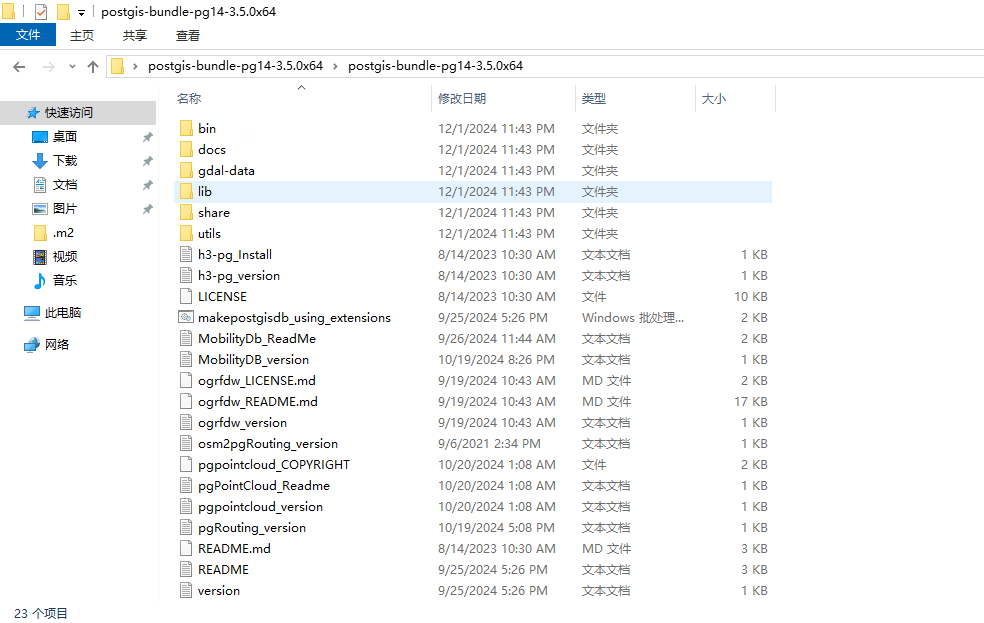 postgis-bundle-pg14-3.5.0x64
文件 主页 共享 查看
postgis-bundle-pg14-3.5.0x64 postgis-bundle-pg14-3.5.0x64
快速访问
桌面
下载
文档
图片
.m2
视频
音乐
此电脑
网络
名称 修改日期 类型 大小
bin 12/1/2024 11:43 PM 文件夹
docs 12/1/2024 11:43 PM 文件夹
gdal-data 12/1/2024 11:43 PM 文件夹
lib 12/1/2024 11:43 PM 文件夹
share 12/1/2024 11:43 PM 文件夹
utils 12/1/2024 11:43 PM 文件夹
h3-pg_Install 8/14/2023 10:30 AM 文本文档 1 KB
h3-pg_version 8/14/2023 10:30 AM 文本文档 1 KB
LICENSE 8/14/2023 10:30 AM 文件 10 KB
makepostgisdb_using_extensions 9/25/2024 5:26 PM Windows 批处理... 2 KB
MobilityDb_ReadMe 9/26/2024 11:44 AM 文本文档 2 KB
MobilityDB_version 10/19/2024 8:26 PM 文本文档 1 KB
ogrfdw_LICENSE.md 9/19/2024 10:43 AM MD 文件 2 KB
ogrfdw_README.md 9/19/2024 10:43 AM MD 文件 17 KB
ogrfdw_version 9/19/2024 10:43 AM 文本文档 1 KB
osm2pgRouting_version 9/6/2021 2:34 PM 文本文档 1 KB
pgpointcloud_COPYRIGHT 10/20/2024 1:08 AM 文件 2 KB
pgPointCloud_Readme 10/20/2024 1:08 AM 文本文档 1 KB
pgpointcloud_version 10/20/2024 1:08 AM 文本文档 1 KB
pgRouting_version 10/19/2024 5:08 PM 文本文档 1 KB
README.md 8/14/2023 10:30 AM MD 文件 3 KB
README 9/25/2024 5:26 PM 文本文档 3 KB
version 9/25/2024 5:26 PM 文本文档 1 KB
23 个项目